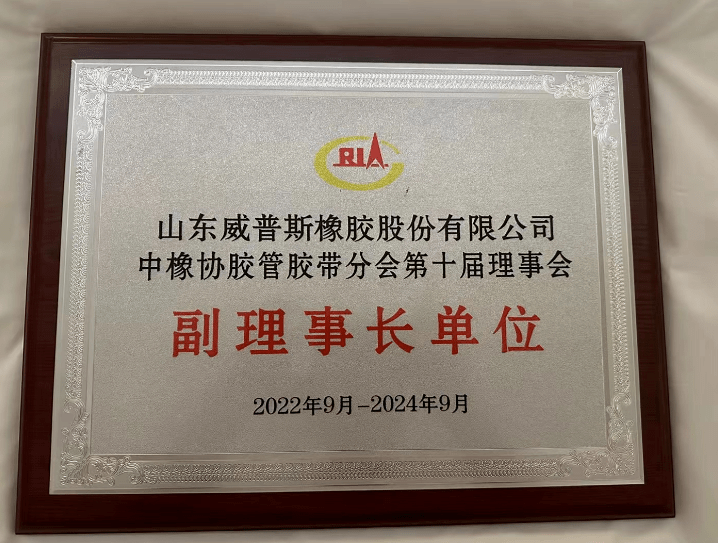 RIA
山东威普斯橡胶股份有限公司
中橡协胶管胶带分会第十届理事会
副理事长单位
2022年9月-2024年9月